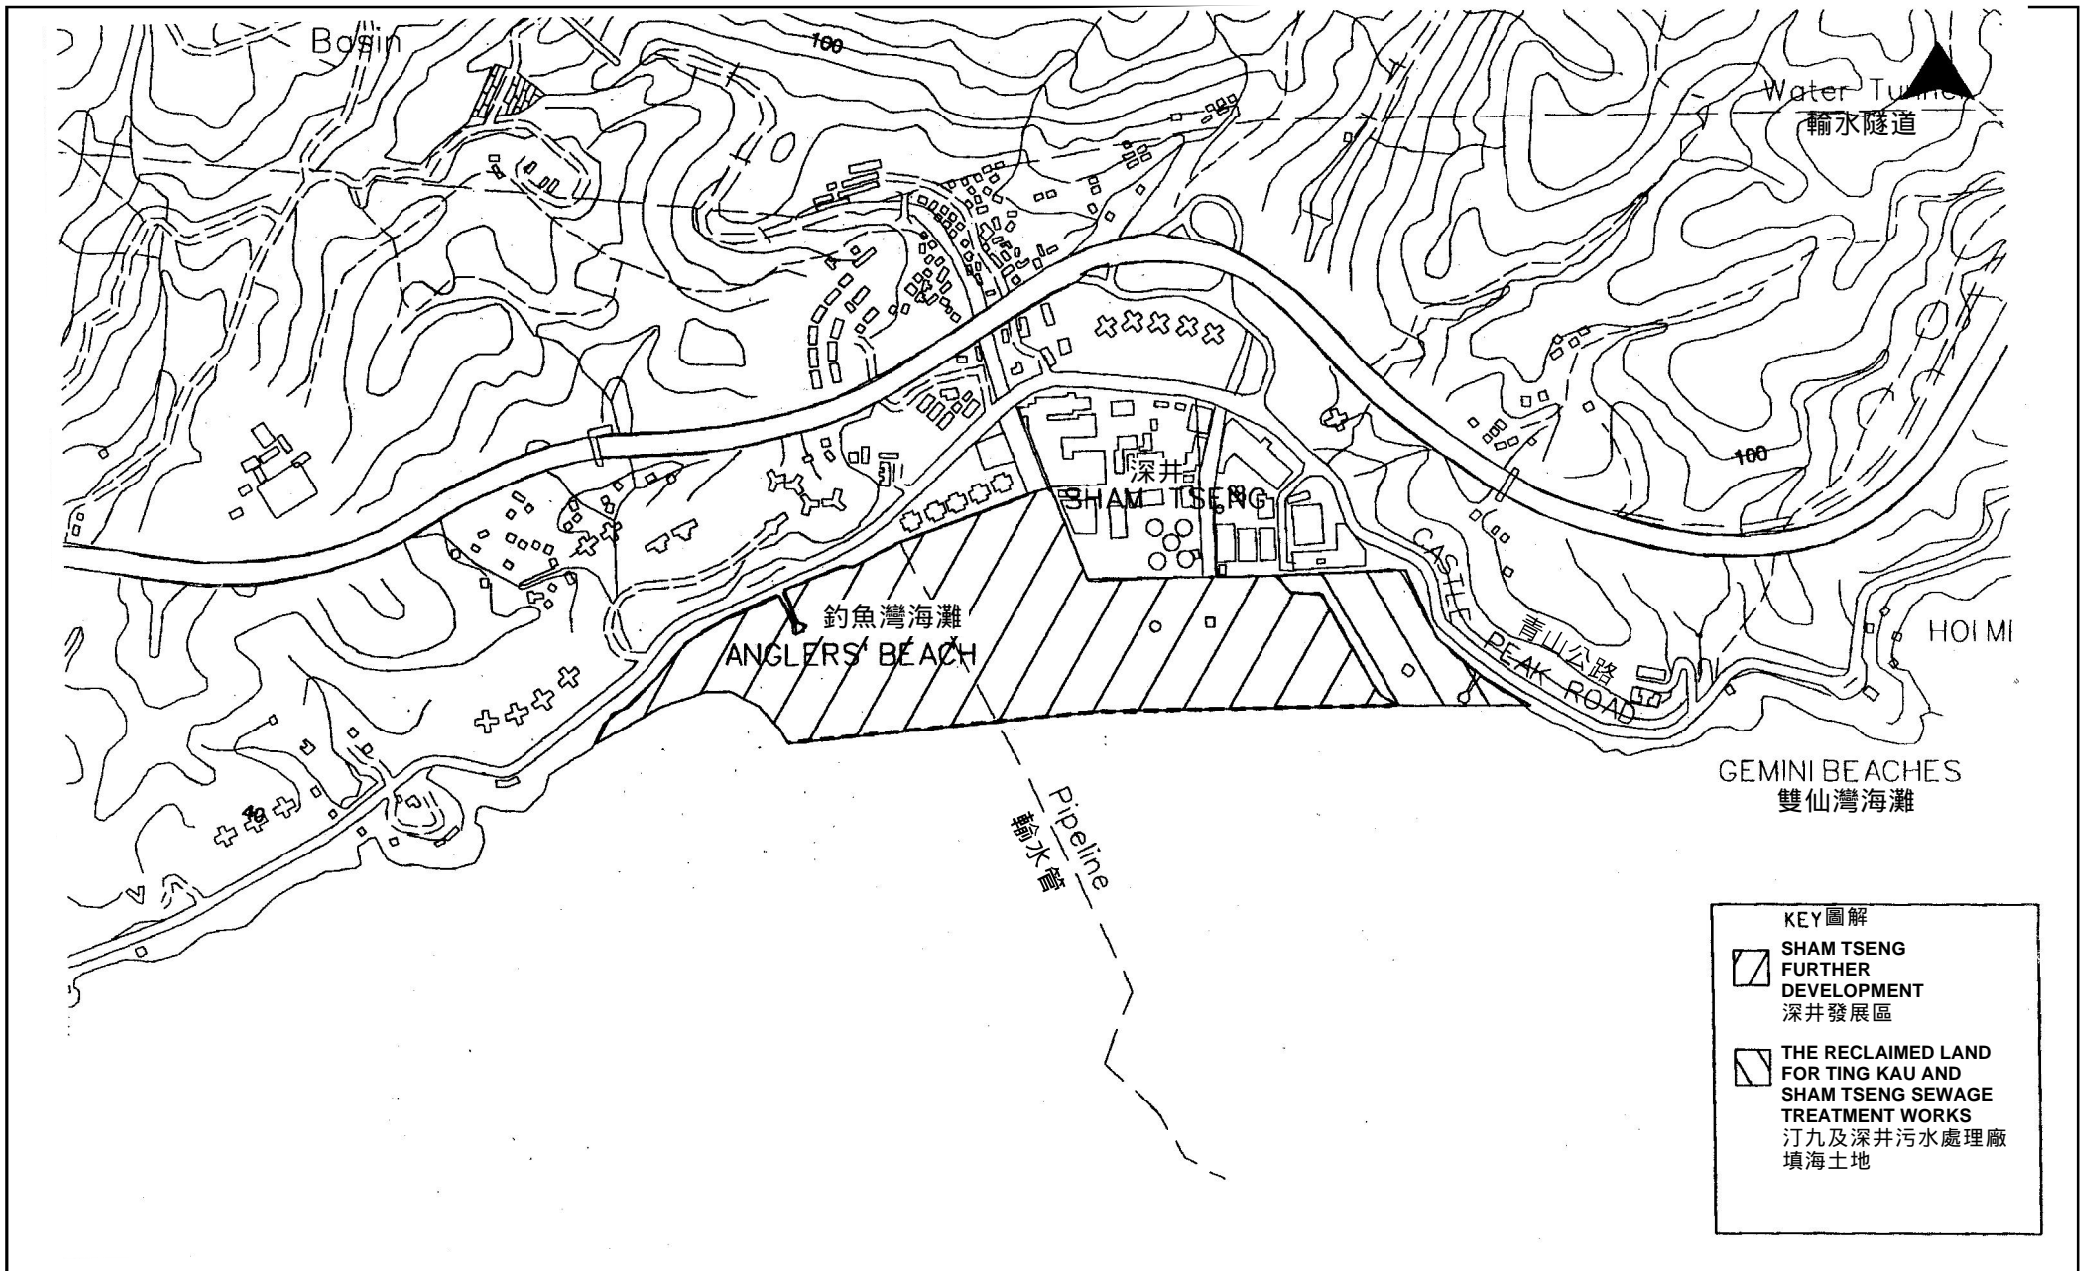 Basin
100
Water Tunnel
輸水隧道
100
深井
SHAM TSENG
CASTLE PEAK ROAD
青山公路
釣魚灣海灘
ANGLERS' BEACH
HOI MI
GEMINI BEACHES
雙仙灣海灘
40
Pipeline
輸水管
KEY圖解
SHAM TSENG
FURTHER
DEVELOPMENT
深井發展區
THE RECLAIMED LAND
FOR TING KAU AND
SHAM TSENG SEWAGE
TREATMENT WORKS
汀九及深井污水處理廠
填海土地